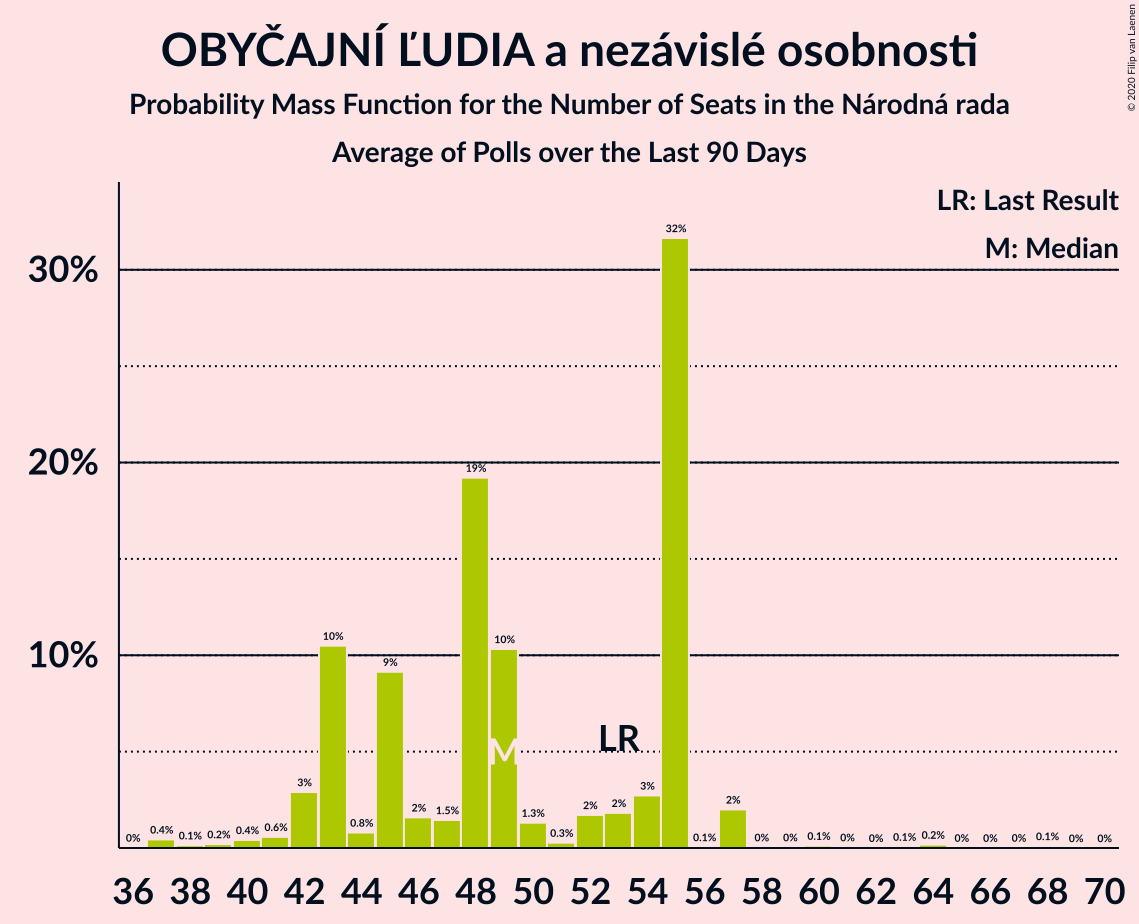 OBYČAJNÍ ĽUDIA a nezávislé osobnosti
Probability Mass Function for the Number of Seats in the Národná rada
Average of Polls over the Last 90 Days
© 2020 Filip van Laenen
LR: Last Result
M: Median
30%
20%
10%
0% 0.4% 0.1% 0.2% 0.4% 0.6% 3% 10% 0.8% 9% 2% 1.5% 19% 10% 1.3% 0.3% 2% 2% 3% 32% 0.1% 2% 0% 0% 0.1% 0% 0% 0.1% 0.2% 0% 0% 0% 0.1% 0% 0%
M
LR
36 38 40 42 44 46 48 50 52 54 56 58 60 62 64 66 68 70